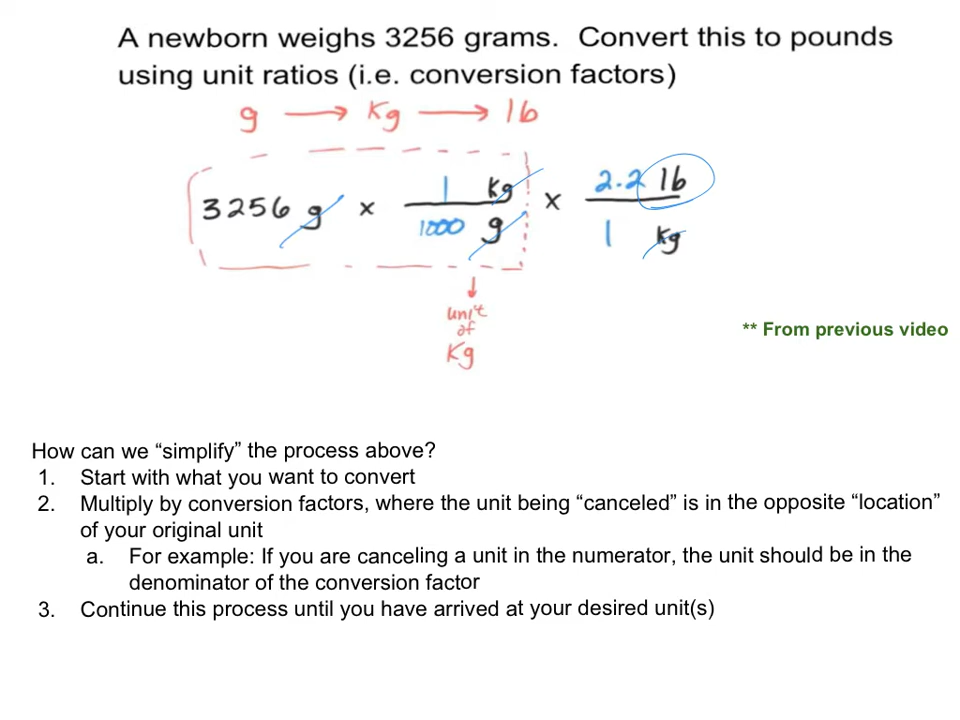 A newborn weighs 3256 grams.  Convert this to pounds
using unit ratios (i.e. conversion factors)
g → kg → lb
3256 g x 1 kg / 1000 g x 2.2 lb / 1 kg
unit
of
kg
** From previous video
How can we “simplify” the process above?
1. Start with what you want to convert
2. Multiply by conversion factors, where the unit being “canceled” is in the opposite “location”
of your original unit
a. For example: If you are canceling a unit in the numerator, the unit should be in the
denominator of the conversion factor
3. Continue this process until you have arrived at your desired unit(s)